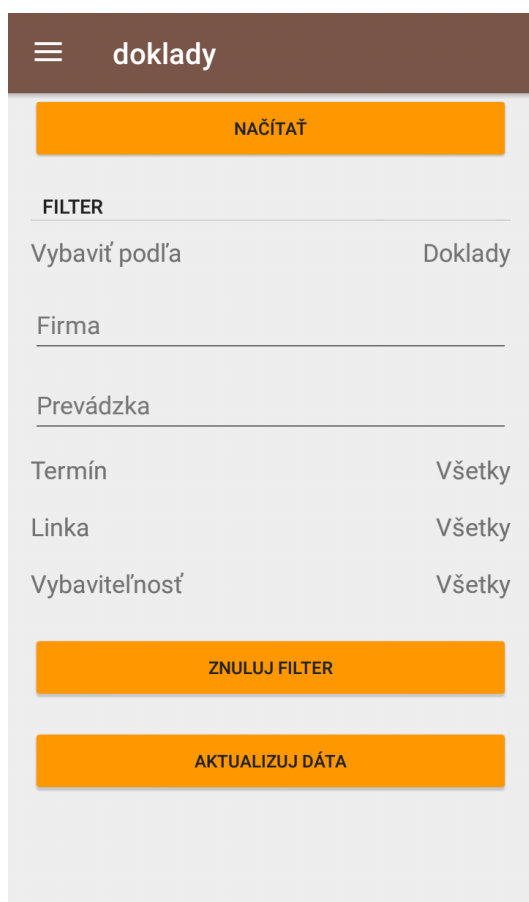 doklady
NAČÍTAŤ
FILTER
Vybaviť podľa Doklady
Firma
Prevádzka
Termín Všetky
Linka Všetky
Vybaviteľnosť Všetky
ZNULUJ FILTER
AKTUALIZUJ DÁTA